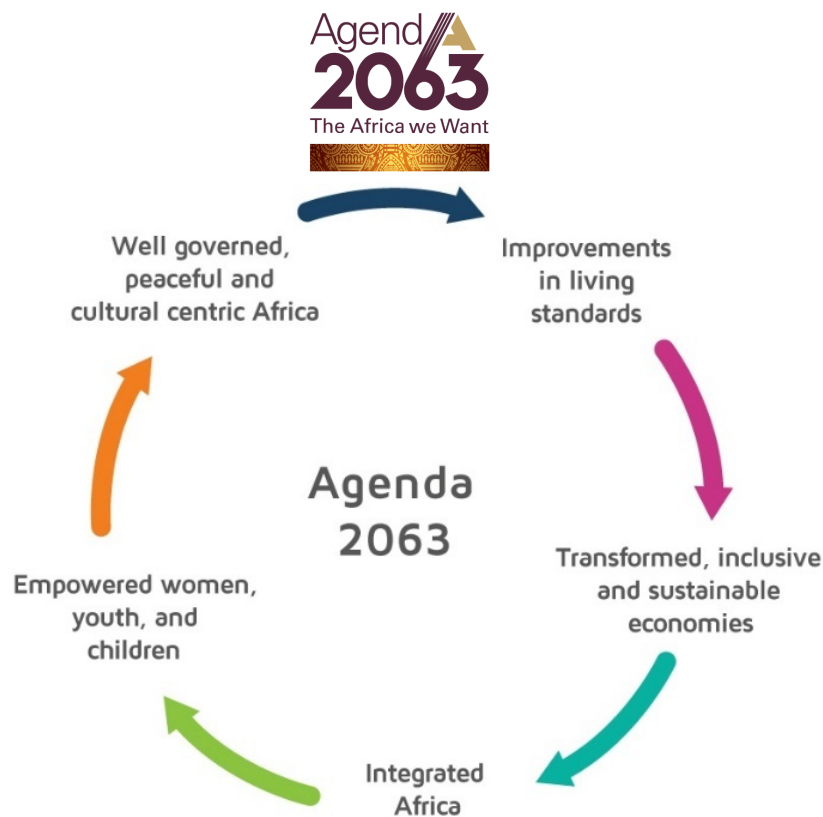 Agenda
2063
The Africa we Want
Well governed,
peaceful and
cultural centric Africa
Improvements
in living
standards
Agenda
2063
Transformed, inclusive
and sustainable
economies
Empowered women,
youth, and
children
Integrated
Africa